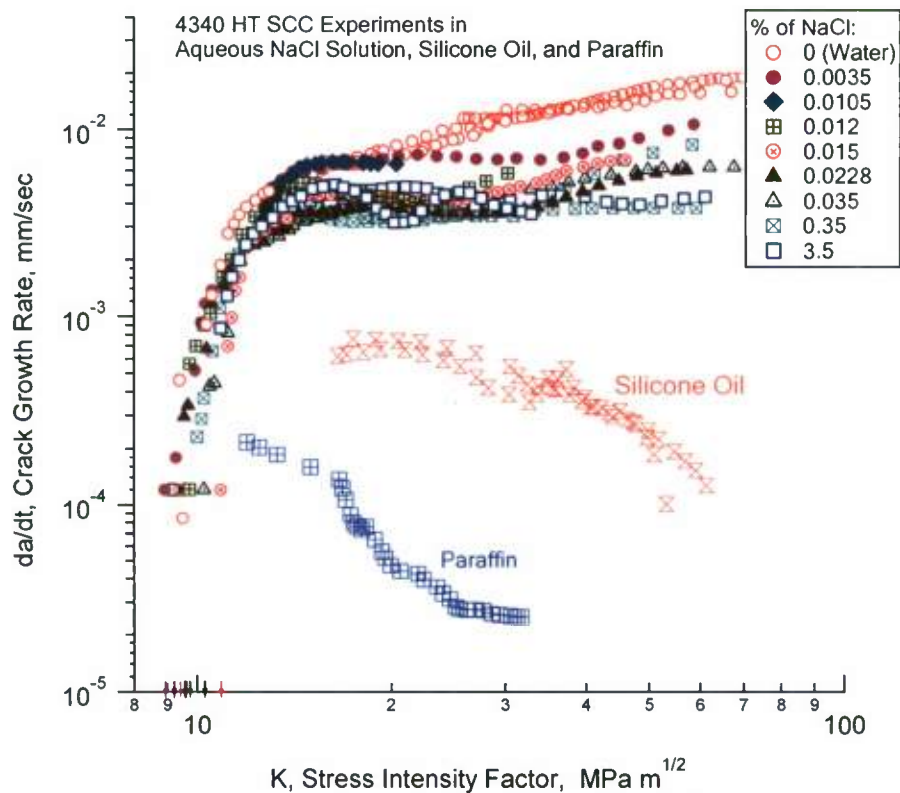 4340 HT SCC Experiments in
Aqueous NaCl Solution, Silicone Oil, and Paraffin
% of NaCl:
0 (Water)
0.0035
0.0105
0.012
0.015
0.0228
0.035
0.35
3.5
da/dt, Crack Growth Rate, mm/sec
10^-2
10^-3
10^-4
10^-5
Silicone Oil
Paraffin
8 9 2 3 4 5 6 7 8 9
10 100
K, Stress Intensity Factor, MPa m^1/2